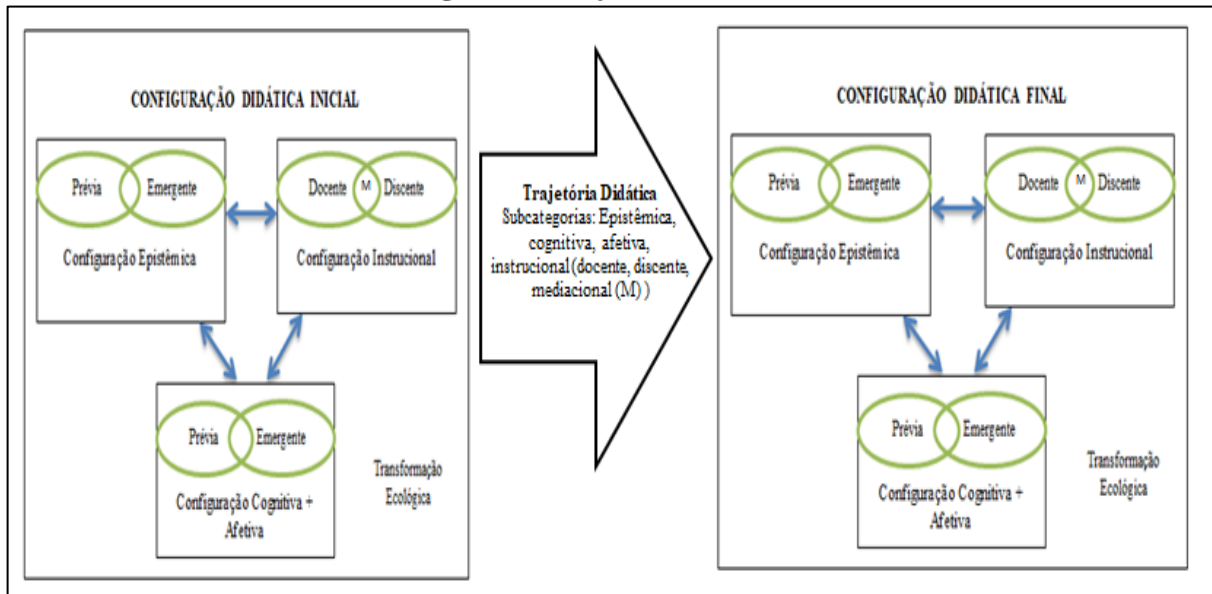 CONFIGURAÇÃO DIDÁTICA INICIAL
Prévia
Emergente
Configuração Epistêmica
Docente
M
Discente
Configuração Instrucional
Prévia
Emergente
Configuração Cognitiva +
Afetiva
Transformação
Ecológica
Trajetória Didática
Subcategorias: Epistêmica,
cognitiva, afetiva,
instrucional (docente, discente,
mediacional (M) )
CONFIGURAÇÃO DIDÁTICA FINAL
Prévia
Emergente
Configuração Epistêmica
Docente
M
Discente
Configuração Instrucional
Prévia
Emergente
Configuração Cognitiva +
Afetiva
Transformação
Ecológica